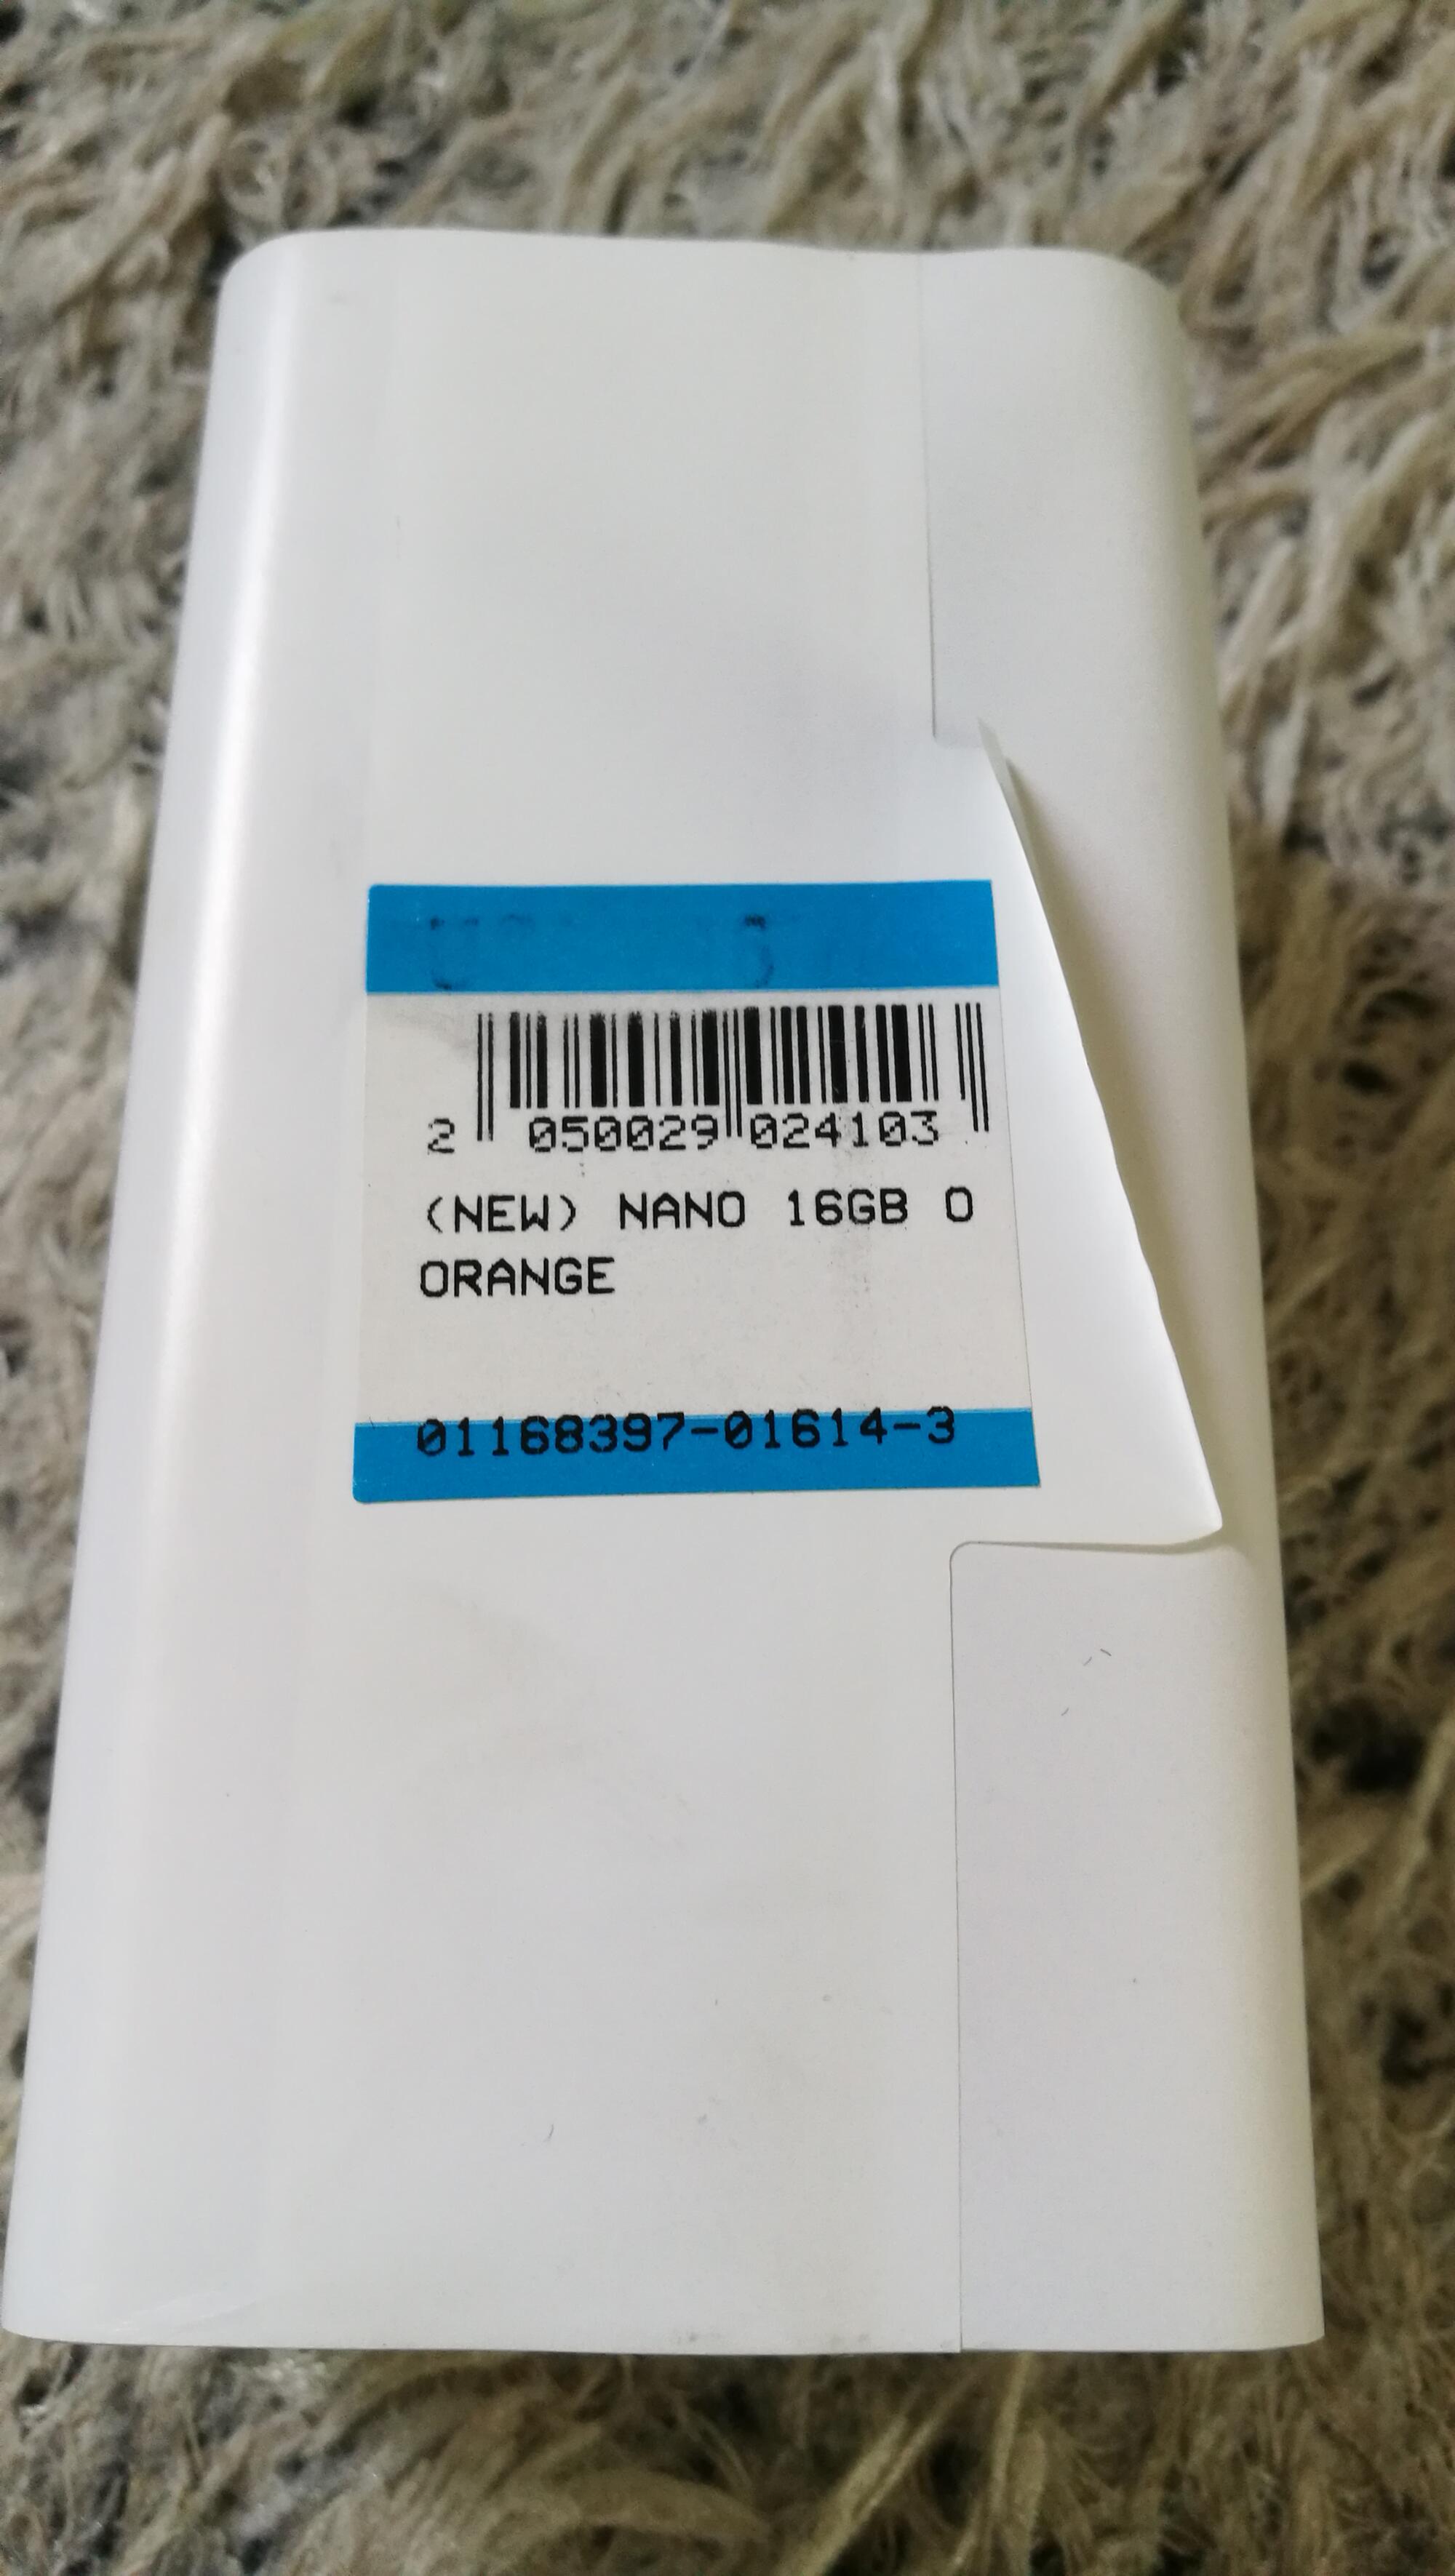 2 050029 024103
(NEW) NANO 16GB O
ORANGE
01168397-01614-3